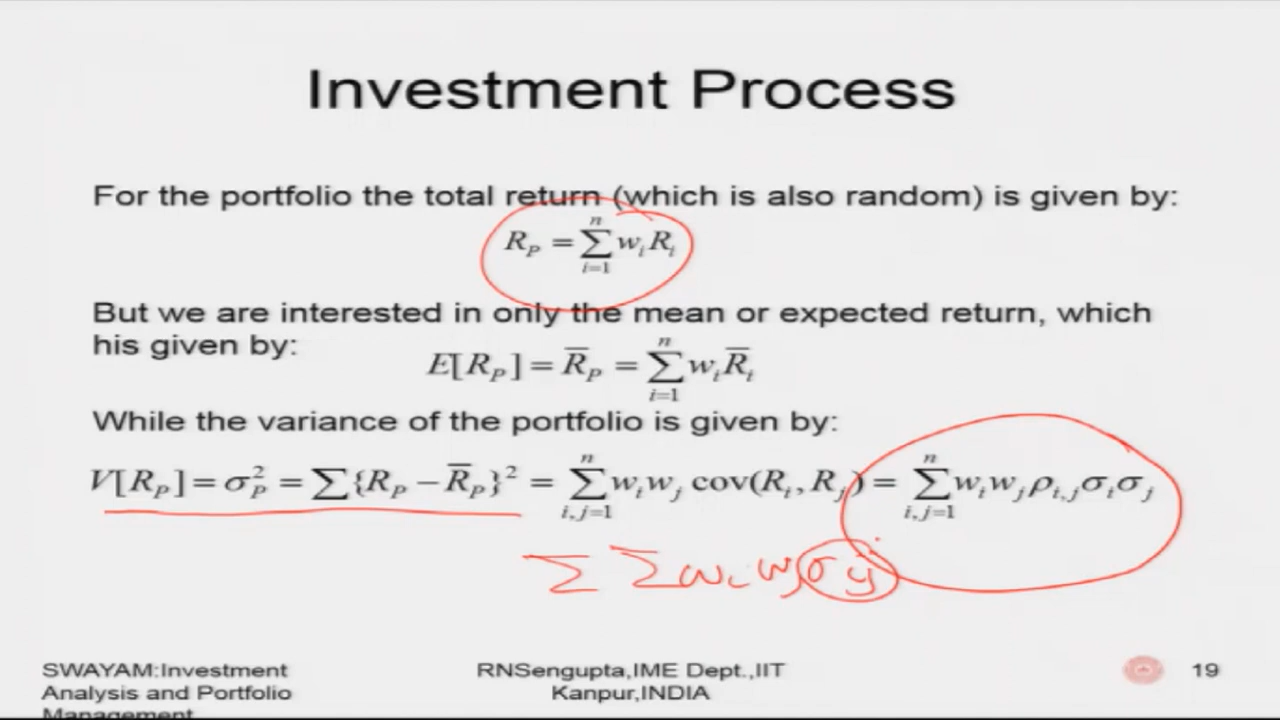 Investment Process
For the portfolio the total return (which is also random) is given by:
R_P = Σ_{i=1}^{n} w_i R_i
But we are interested in only the mean or expected return, which
his given by:
E[R_P] = R̅_P = Σ_{i=1}^{n} w_i R̅_i
While the variance of the portfolio is given by:
V[R_P] = σ_P^2 = Σ{R_P − R̅_P}^2 = Σ_{i,j=1}^{n} w_i w_j cov(R_i, R_j) = Σ_{i,j=1}^{n} w_i w_j ρ_{i,j} σ_i σ_j
Σ Σ w_i w_j σ_ij
SWAYAM:Investment
Analysis and Portfolio
Management
RNSengupta,IME Dept.,IIT
Kanpur,INDIA
19